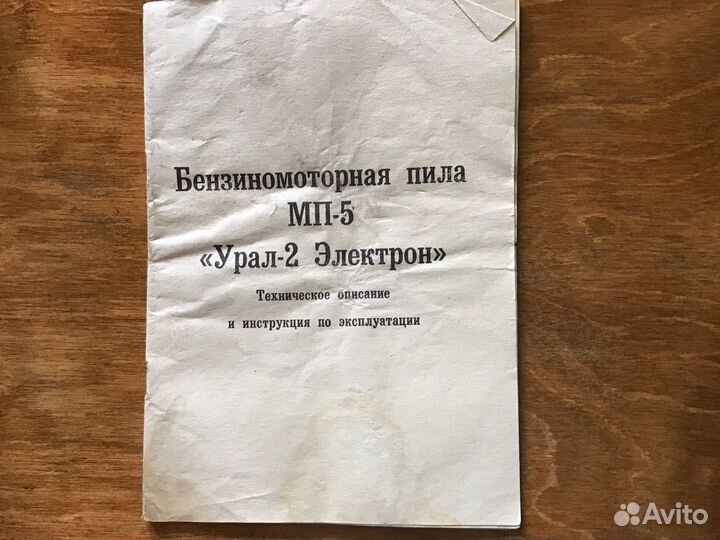 Бензиномоторная пила
МП-5
«Урал-2 Электрон»
Техническое описание
и инструкция по эксплуатации
Avito